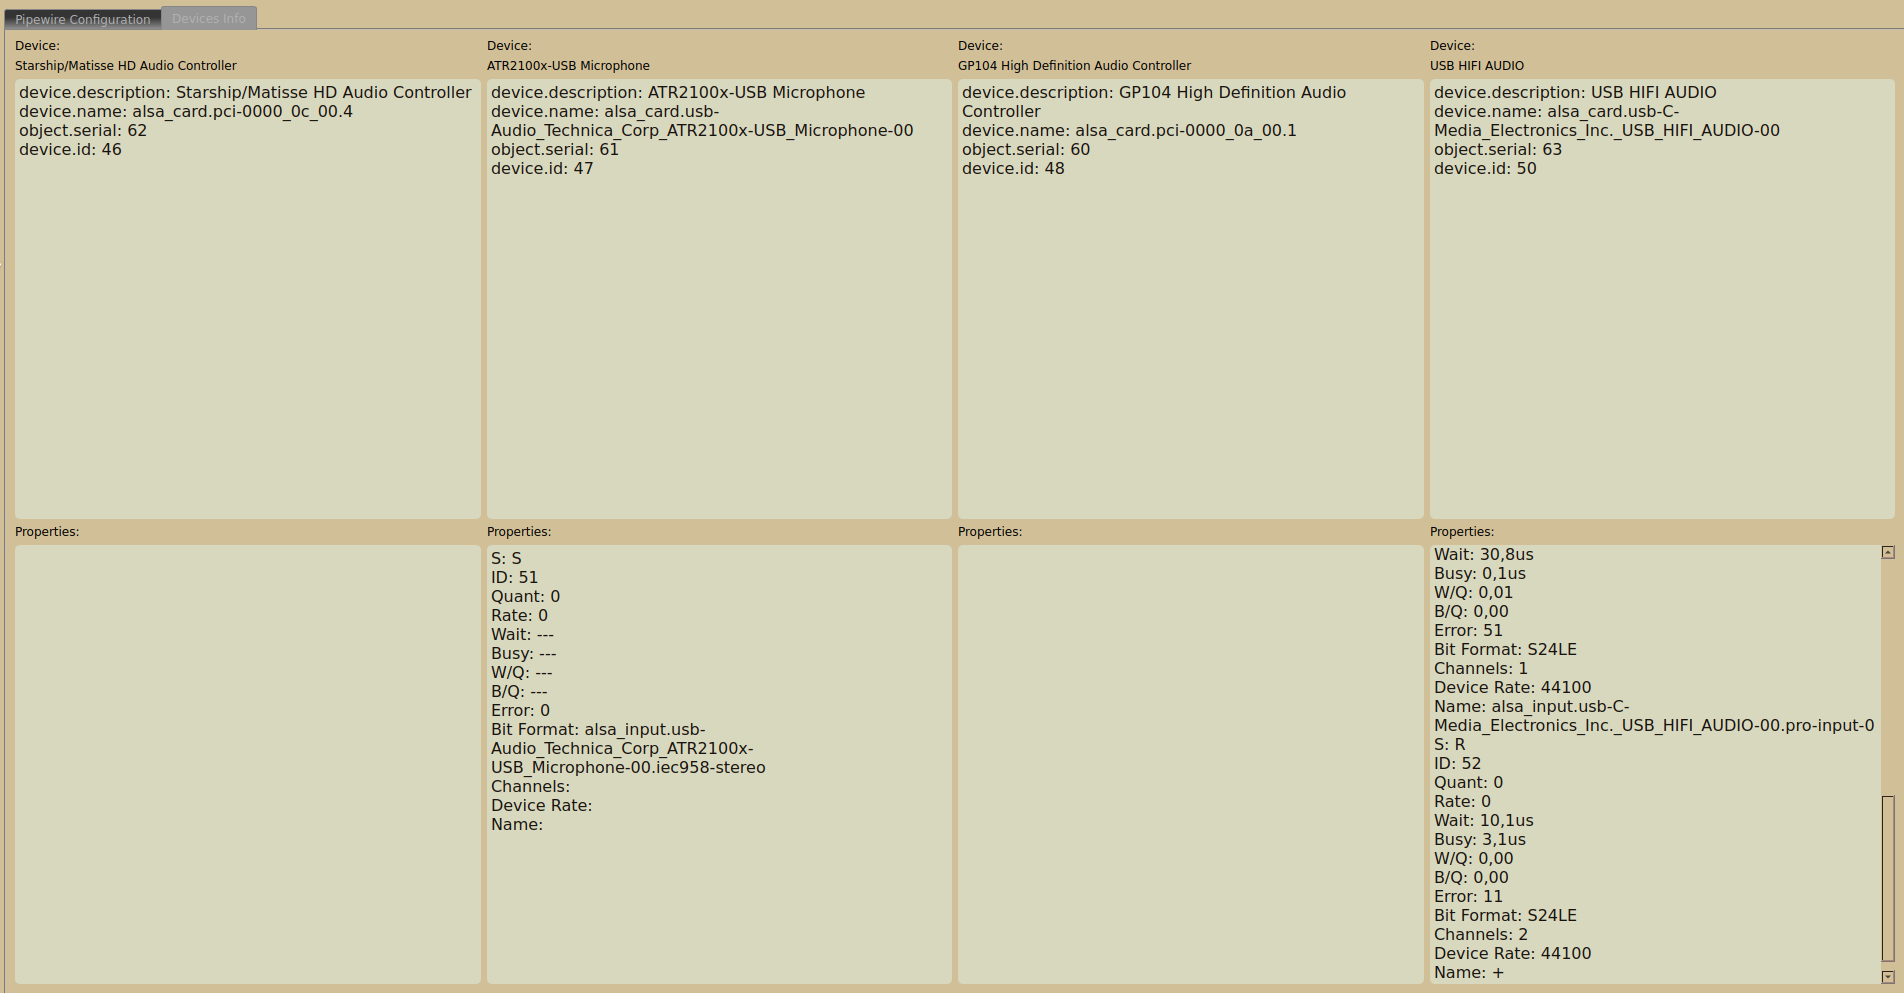 Pipewire Configuration
Devices Info
Device:
Starship/Matisse HD Audio Controller
device.description: Starship/Matisse HD Audio Controller
device.name: alsa_card.pci-0000_0c_00.4
object.serial: 62
device.id: 46
Device:
ATR2100x-USB Microphone
device.description: ATR2100x-USB Microphone
device.name: alsa_card.usb-
Audio_Technica_Corp_ATR2100x-USB_Microphone-00
object.serial: 61
device.id: 47
Device:
GP104 High Definition Audio Controller
device.description: GP104 High Definition Audio
Controller
device.name: alsa_card.pci-0000_0a_00.1
object.serial: 60
device.id: 48
Device:
USB HIFI AUDIO
device.description: USB HIFI AUDIO
device.name: alsa_card.usb-C-
Media_Electronics_Inc._USB_HIFI_AUDIO-00
object.serial: 63
device.id: 50
Properties:
Properties:
S: S
ID: 51
Quant: 0
Rate: 0
Wait: ---
Busy: ---
W/Q: ---
B/Q: ---
Error: 0
Bit Format: alsa_input.usb-
Audio_Technica_Corp_ATR2100x-
USB_Microphone-00.iec958-stereo
Channels:
Device Rate:
Name:
Properties:
Properties:
Wait: 30,8us
Busy: 0,1us
W/Q: 0,01
B/Q: 0,00
Error: 51
Bit Format: S24LE
Channels: 1
Device Rate: 44100
Name: alsa_input.usb-C-
Media_Electronics_Inc._USB_HIFI_AUDIO-00.pro-input-0
S: R
ID: 52
Quant: 0
Rate: 0
Wait: 10,1us
Busy: 3,1us
W/Q: 0,00
B/Q: 0,00
Error: 11
Bit Format: S24LE
Channels: 2
Device Rate: 44100
Name: +